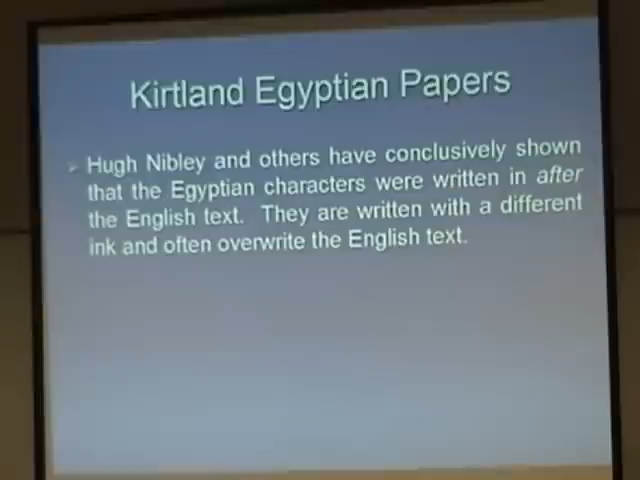 Kirtland Egyptian Papers
Hugh Nibley and others have conclusively shown
that the Egyptian characters were written in after
the English text. They are written with a different
ink and often overwrite the English text.